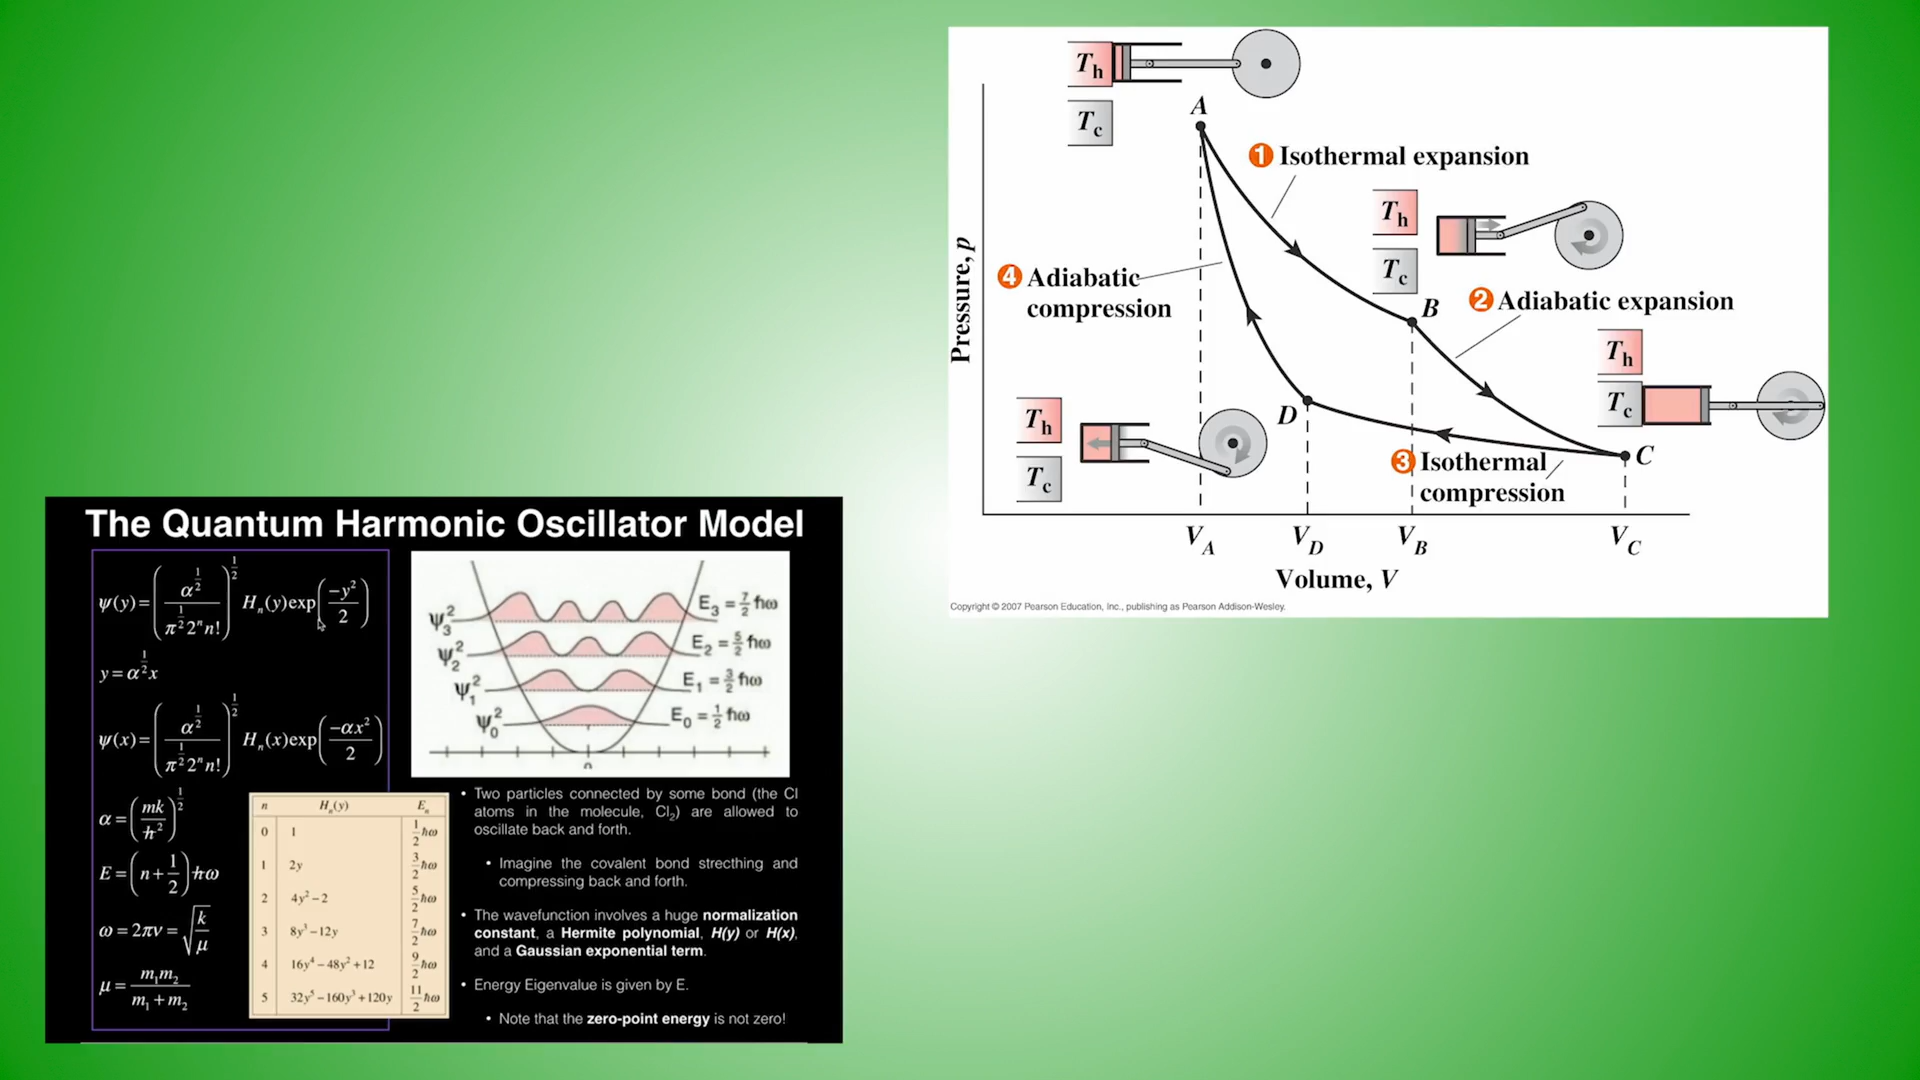 The Quantum Harmonic Oscillator Model
ψ(y) = (α^{1/2} / π^{1/2} 2^n n!)^{1/2} H_n(y) exp(−y² / 2)
y = α^{1/2} x
ψ(x) = (α^{1/2} / π^{1/2} 2^n n!)^{1/2} H_n(x) exp(−αx² / 2)
α = (mk / ħ²)^{1/2}
E = (n + 1/2) ħω
ω = 2πν = √(k / μ)
μ = m₁m₂ / m₁ + m₂
n H_n(y) E_n
0 1 1/2 ħω
1 2y 3/2 ħω
2 4y² − 2 5/2 ħω
3 8y³ − 12y 7/2 ħω
4 16y⁴ − 48y² + 12 9/2 ħω
5 32y⁵ − 160y³ + 120y 11/2 ħω
ψ₃² E₃ = 7/2 ħω
ψ₂² E₂ = 5/2 ħω
ψ₁² E₁ = 3/2 ħω
ψ₀² E₀ = 1/2 ħω
• Two particles connected by some bond (the Cl
atoms in the molecule, Cl₂) are allowed to
oscillate back and forth.
• Imagine the covalent bond strecthing and
compressing back and forth.
• The wavefunction involves a huge normalization
constant, a Hermite polynomial, H(y) or H(x),
and a Gaussian exponential term.
• Energy Eigenvalue is given by E.
• Note that the zero-point energy is not zero!
T_h
T_c
A
1 Isothermal expansion
T_h
T_c
4 Adiabatic
compression
B
2 Adiabatic expansion
T_h
T_c
Pressure, p
T_h
T_c
D
C
3 Isothermal
compression
V_A V_D V_B V_C
Volume, V
Copyright © 2007 Pearson Education, Inc., publishing as Pearson Addison-Wesley.